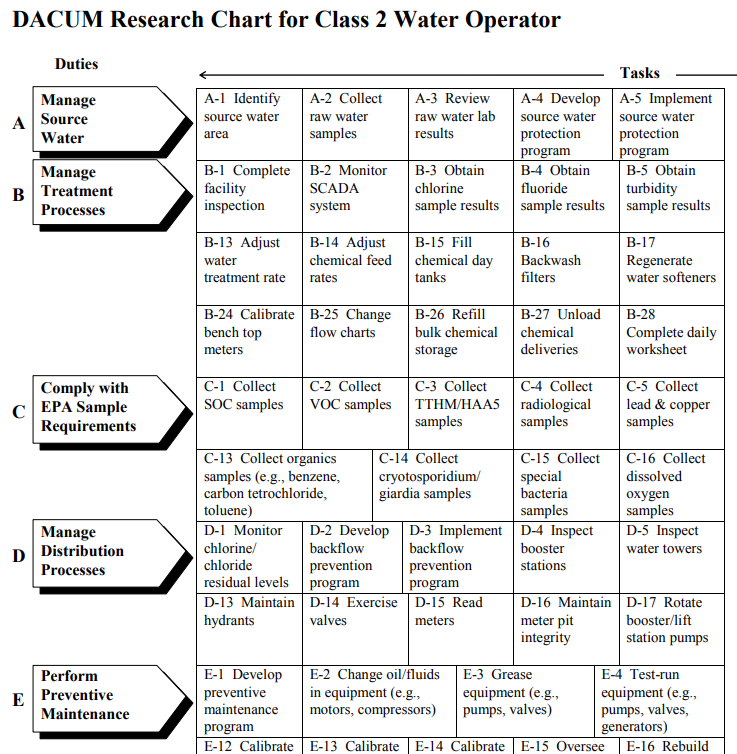 DACUM Research Chart for Class 2 Water Operator
Duties
Tasks
A
Manage
Source
Water
A-1 Identify
source water
area
A-2 Collect
raw water
samples
A-3 Review
raw water lab
results
A-4 Develop
source water
protection
program
A-5 Implement
source water
protection
program
B
Manage
Treatment
Processes
B-1 Complete
facility
inspection
B-2 Monitor
SCADA
system
B-3 Obtain
chlorine
sample results
B-4 Obtain
fluoride
sample results
B-5 Obtain
turbidity
sample results
B-13 Adjust
water
treatment rate
B-14 Adjust
chemical feed
rates
B-15 Fill
chemical day
tanks
B-16
Backwash
filters
B-17
Regenerate
water softeners
B-24 Calibrate
bench top
meters
B-25 Change
flow charts
B-26 Refill
bulk chemical
storage
B-27 Unload
chemical
deliveries
B-28
Complete daily
worksheet
C
Comply with
EPA Sample
Requirements
C-1 Collect
SOC samples
C-2 Collect
VOC samples
C-3 Collect
TTHM/HAA5
samples
C-4 Collect
radiological
samples
C-5 Collect
lead & copper
samples
C-13 Collect organics
samples (e.g., benzene,
carbon tetrochloride,
toluene)
C-14 Collect
cryotosporidium/
giardia samples
C-15 Collect
special
bacteria
samples
C-16 Collect
dissolved
oxygen
samples
D
Manage
Distribution
Processes
D-1 Monitor
chlorine/
chloride
residual levels
D-2 Develop
backflow
prevention
program
D-3 Implement
backflow
prevention
program
D-4 Inspect
booster
stations
D-5 Inspect
water towers
D-13 Maintain
hydrants
D-14 Exercise
valves
D-15 Read
meters
D-16 Maintain
meter pit
integrity
D-17 Rotate
booster/lift
station pumps
E
Perform
Preventive
Maintenance
E-1 Develop
preventive
maintenance
program
E-2 Change oil/fluids
in equipment (e.g.,
motors, compressors)
E-3 Grease
equipment (e.g.,
pumps, valves)
E-4 Test-run
equipment (e.g.,
pumps, valves,
generators)
E-12 Calibrate
E-13 Calibrate
E-14 Calibrate
E-15 Oversee
E-16 Rebuild